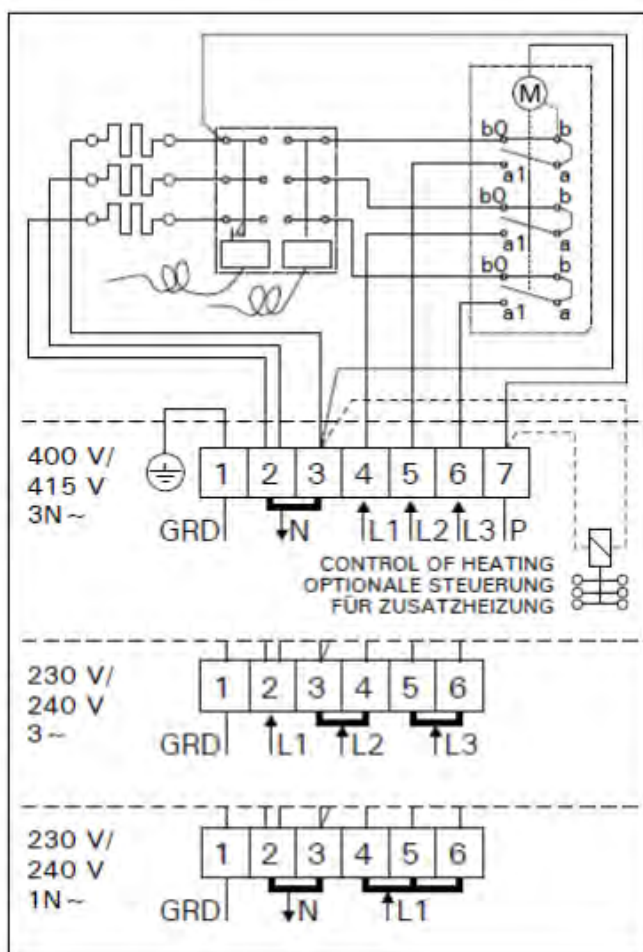 M
b0 b
a1 a
b0 b
a1 a
b0 b
a1 a
400 V/
415 V
3N~
1 2 3 4 5 6 7
GRD N L1 L2 L3 P
CONTROL OF HEATING
OPTIONALE STEUERUNG
FÜR ZUSATZHEIZUNG
230 V/
240 V
3~
1 2 3 4 5 6
GRD L1 L2 L3
230 V/
240 V
1N~
1 2 3 4 5 6
GRD N L1